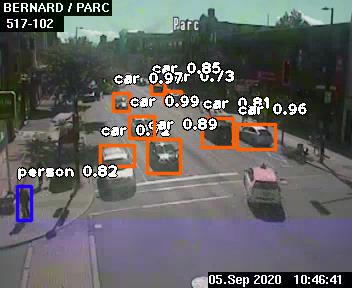 BERNARD / PARC
517-102
Parc
car 0.85
car 0.97
0.73
car 0.99
car 0.81
car 0.96
car 0.89
car
person 0.82
05.Sep 2020 10:46:41